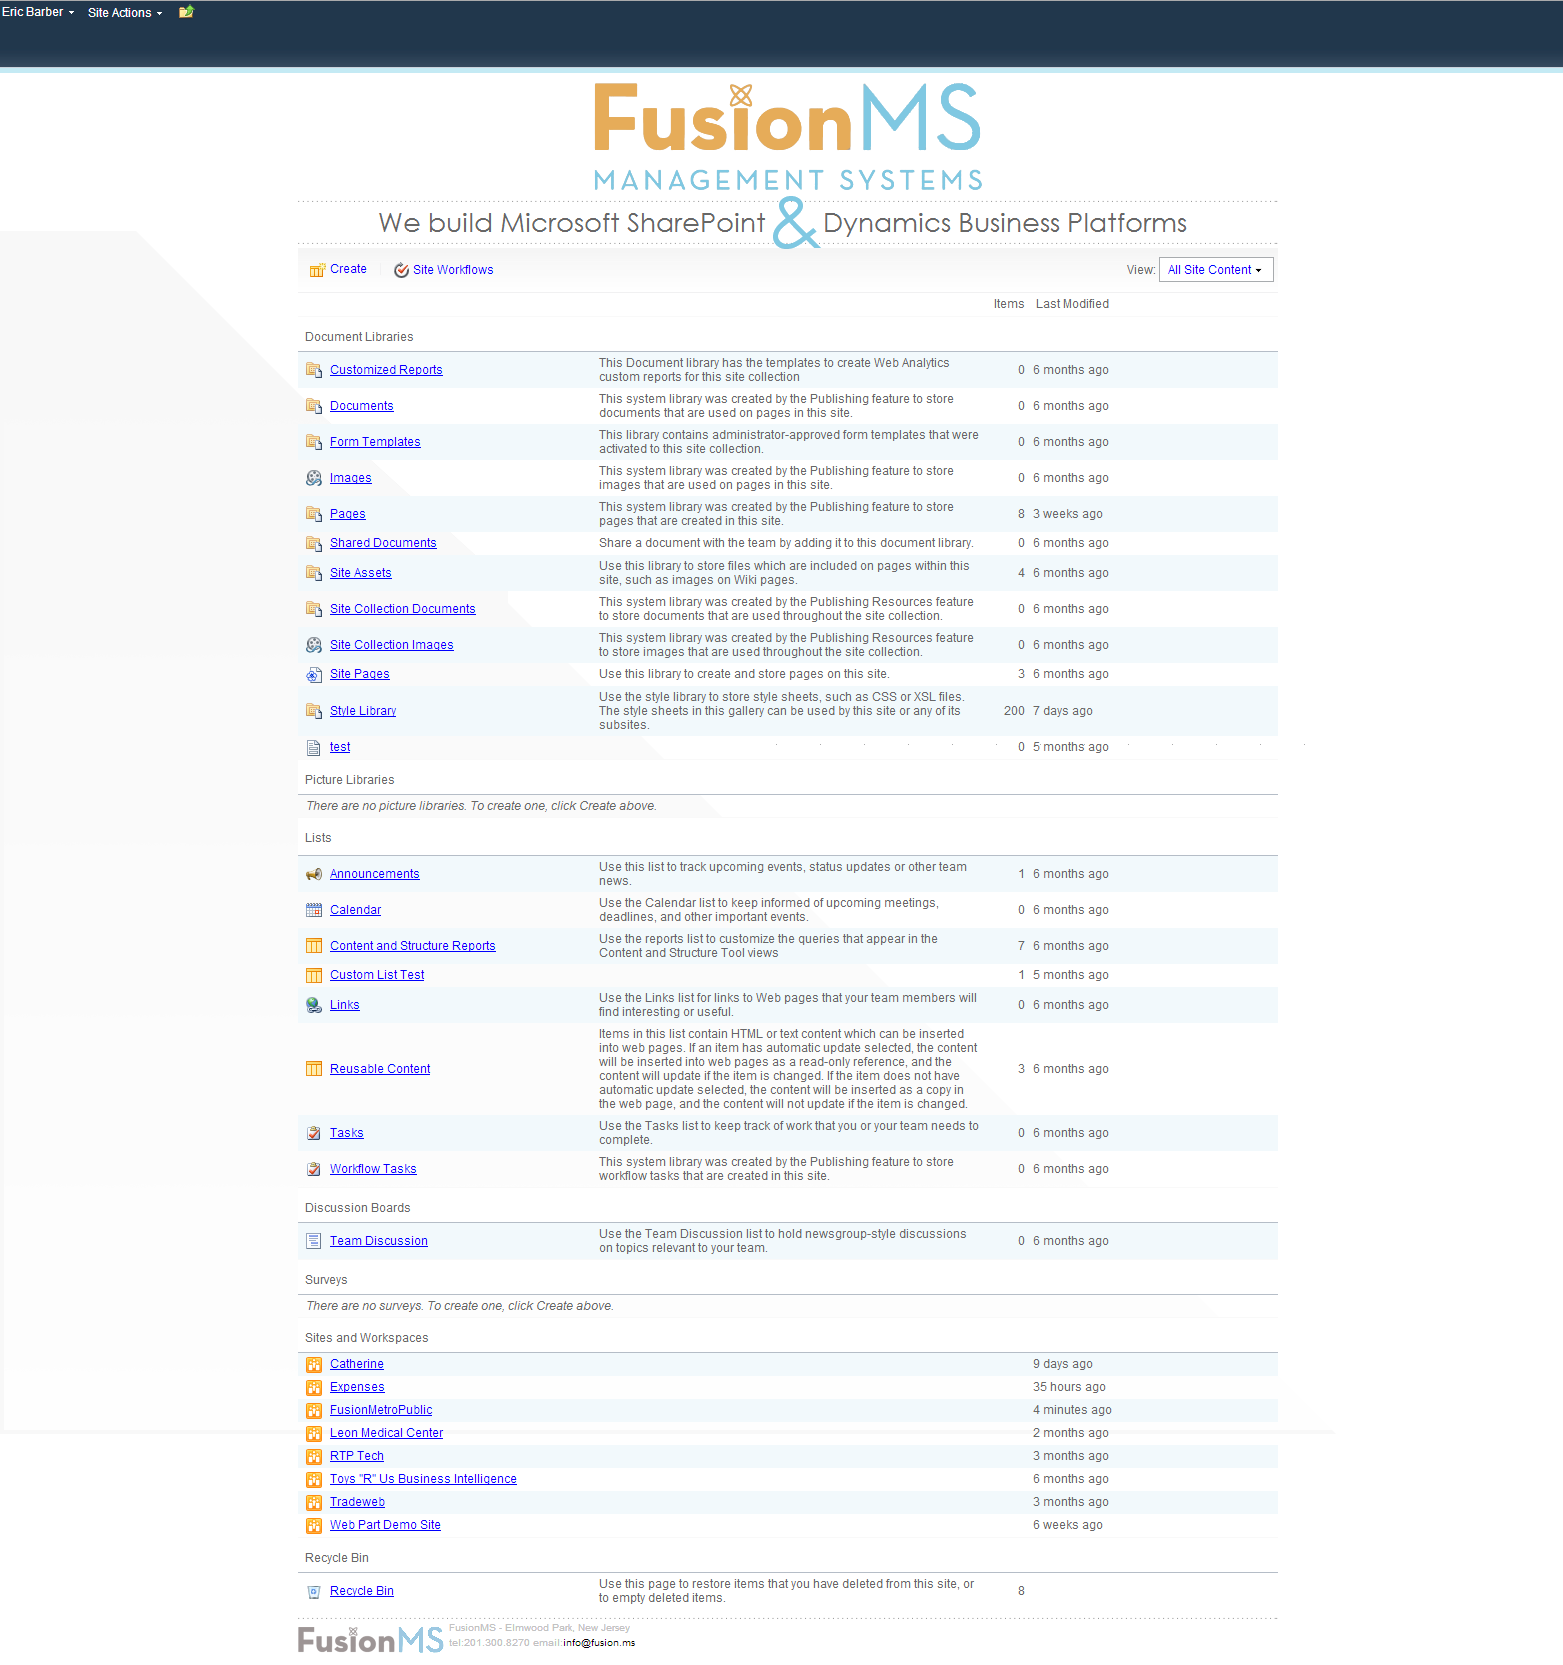 Eric Barber Site Actions
FusionMS
MANAGEMENT SYSTEMS
We build Microsoft SharePoint & Dynamics Business Platforms
Create Site Workflows View: All Site Content
Items Last Modified
Document Libraries
Customized Reports This Document library has the templates to create Web Analytics 0 6 months ago
custom reports for this site collection
Documents This system library was created by the Publishing feature to store 0 6 months ago
documents that are used on pages in this site.
Form Templates This library contains administrator-approved form templates that were 0 6 months ago
activated to this site collection.
Images This system library was created by the Publishing feature to store 0 6 months ago
images that are used on pages in this site.
Pages This system library was created by the Publishing feature to store 8 3 weeks ago
pages that are created in this site.
Shared Documents Share a document with the team by adding it to this document library. 0 6 months ago
Site Assets Use this library to store files which are included on pages within this 4 6 months ago
site, such as images on Wiki pages.
Site Collection Documents This system library was created by the Publishing Resources feature 0 6 months ago
to store documents that are used throughout the site collection.
Site Collection Images This system library was created by the Publishing Resources feature 0 6 months ago
to store images that are used throughout the site collection.
Site Pages Use this library to create and store pages on this site. 3 6 months ago
Style Library Use the style library to store style sheets, such as CSS or XSL files. 200 7 days ago
The style sheets in this gallery can be used by this site or any of its
subsites.
test 0 5 months ago
Picture Libraries
There are no picture libraries. To create one, click Create above.
Lists
Announcements Use this list to track upcoming events, status updates or other team 1 6 months ago
news.
Calendar Use the Calendar list to keep informed of upcoming meetings, 0 6 months ago
deadlines, and other important events.
Content and Structure Reports Use the reports list to customize the queries that appear in the 7 6 months ago
Content and Structure Tool views
Custom List Test 1 5 months ago
Links Use the Links list for links to Web pages that your team members will 0 6 months ago
find interesting or useful.
Reusable Content Items in this list contain HTML or text content which can be inserted 3 6 months ago
into web pages. If an item has automatic update selected, the content
will be inserted into web pages as a read-only reference, and the
content will update if the item is changed. If the item does not have
automatic update selected, the content will be inserted as a copy in
the web page, and the content will not update if the item is changed.
Tasks Use the Tasks list to keep track of work that you or your team needs to 0 6 months ago
complete.
Workflow Tasks This system library was created by the Publishing feature to store 0 6 months ago
workflow tasks that are created in this site.
Discussion Boards
Team Discussion Use the Team Discussion list to hold newsgroup-style discussions 0 6 months ago
on topics relevant to your team.
Surveys
There are no surveys. To create one, click Create above.
Sites and Workspaces
Catherine 9 days ago
Expenses 35 hours ago
FusionMetroPublic 4 minutes ago
Leon Medical Center 2 months ago
RTP Tech 3 months ago
Toys "R" Us Business Intelligence 6 months ago
Tradeweb 3 months ago
Web Part Demo Site 6 weeks ago
Recycle Bin
Recycle Bin Use this page to restore items that you have deleted from this site, or 8
to empty deleted items.
FusionMS FusionMS - Elmwood Park, New Jersey
tel:201.300.8270 email:info@fusion.ms